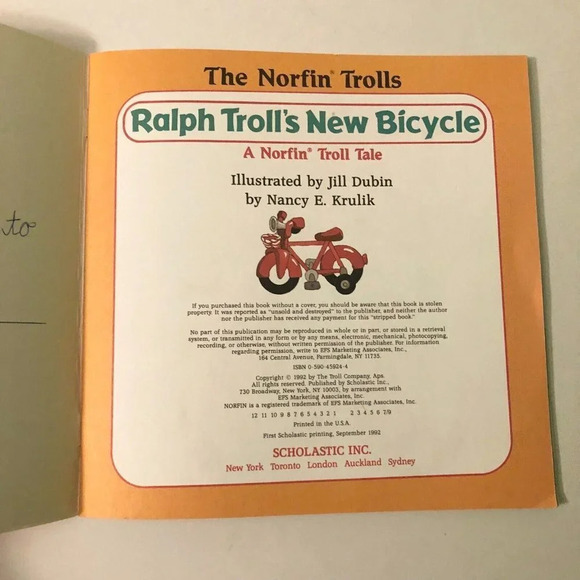 to
The Norfin® Trolls
Ralph Troll's New Bicycle
A Norfin® Troll Tale
Illustrated by Jill Dubin
by Nancy E. Krulik
If you purchased this book without a cover, you should be aware that this book is stolen
property. It was reported as "unsold and destroyed" to the publisher, and neither the author
nor the publisher has received any payment for this "stripped book."
No part of this publication may be reproduced in whole or in part, or stored in a retrieval
system, or transmitted in any form or by any means, electronic, mechanical, photocopying,
recording, or otherwise, without written permission of the publisher. For information
regarding permission, write to EFS Marketing Associates, Inc.,
164 Central Avenue, Farmingdale, NY 11735.
ISBN 0-590-45924-4
Copyright © 1992 by The Troll Company, Aps.
All rights reserved. Published by Scholastic Inc.,
730 Broadway, New York, NY 10003, by arrangement with
EFS Marketing Associates, Inc.
NORFIN is a registered trademark of EFS Marketing Associates, Inc.
12 11 10 9 8 7 6 5 4 3 2 1 2 3 4 5 6 7/9
Printed in the U.S.A.
First Scholastic printing, September 1992
SCHOLASTIC INC.
New York Toronto London Auckland Sydney